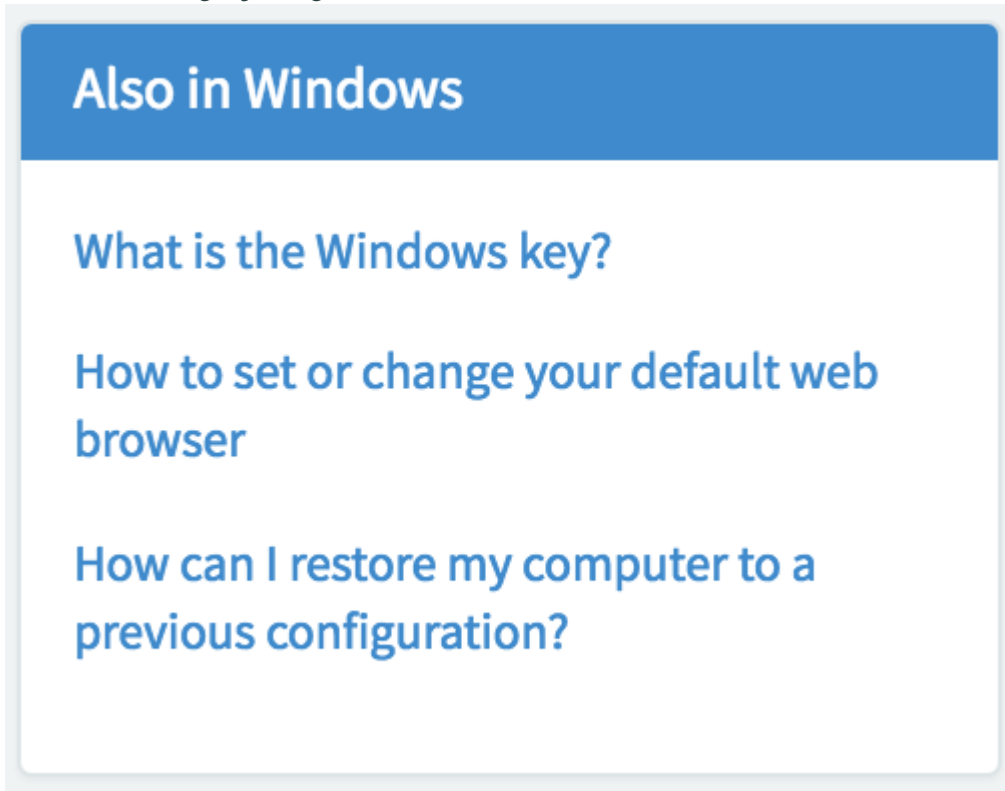 Also in Windows
What is the Windows key?
How to set or change your default web
browser
How can I restore my computer to a
previous configuration?